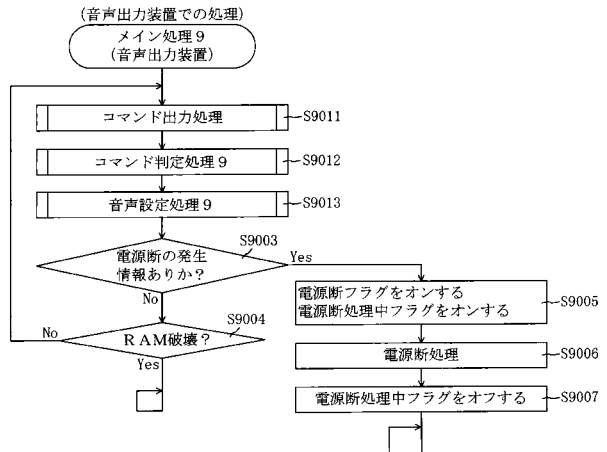 (音声出力装置での処理)
メイン処理９
(音声出力装置)
コマンド出力処理
S9011
コマンド判定処理９
S9012
音声設定処理９
S9013
電源断の発生
情報ありか？
S9003
Yes
No
電源断フラグをオンする
電源断処理中フラグをオンする
S9005
ＲＡＭ破壊？
S9004
No
Yes
電源断処理
S9006
電源断処理中フラグをオフする
S9007